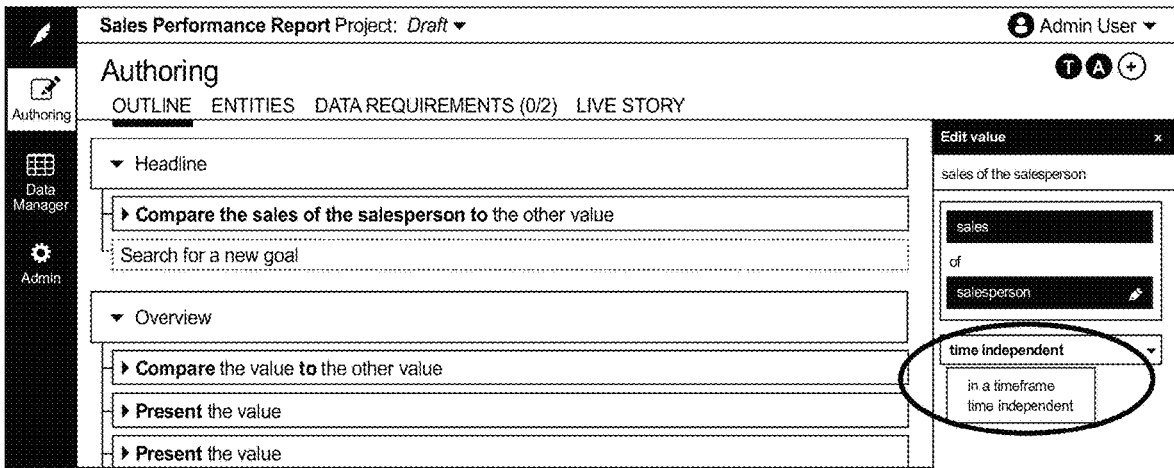 Sales Performance Report Project: Draft
Admin User
Authoring
T A +
Authoring
OUTLINE ENTITIES DATA REQUIREMENTS (0/2) LIVE STORY
Data Manager
Admin
Headline
Compare the sales of the salesperson to the other value
Search for a new goal
Overview
Compare the value to the other value
Present the value
Present the value
Edit value x
sales of the salesperson
sales
of
salesperson
time independent
in a timeframe
time independent